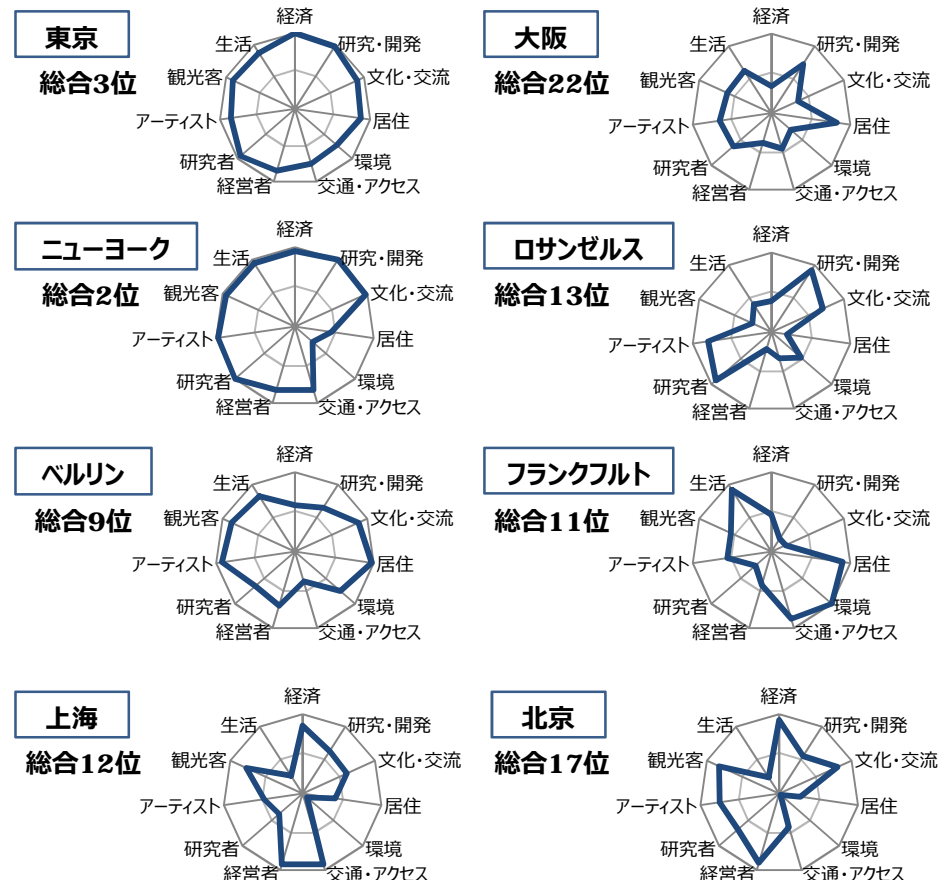 東京
総合3位
経済
研究・開発
文化・交流
居住
環境
交通・アクセス
経営者
研究者
アーティスト
観光客
生活
大阪
総合22位
経済
研究・開発
文化・交流
居住
環境
交通・アクセス
経営者
研究者
アーティスト
観光客
生活
ニューヨーク
総合2位
経済
研究・開発
文化・交流
居住
環境
交通・アクセス
経営者
研究者
アーティスト
観光客
生活
ロサンゼルス
総合13位
経済
研究・開発
文化・交流
居住
環境
交通・アクセス
経営者
研究者
アーティスト
観光客
生活
ベルリン
総合9位
経済
研究・開発
文化・交流
居住
環境
交通・アクセス
経営者
研究者
アーティスト
観光客
生活
フランクフルト
総合11位
経済
研究・開発
文化・交流
居住
環境
交通・アクセス
経営者
研究者
アーティスト
観光客
生活
上海
総合12位
経済
研究・開発
文化・交流
居住
環境
交通・アクセス
経営者
研究者
アーティスト
観光客
生活
北京
総合17位
経済
研究・開発
文化・交流
居住
環境
交通・アクセス
経営者
研究者
アーティスト
観光客
生活